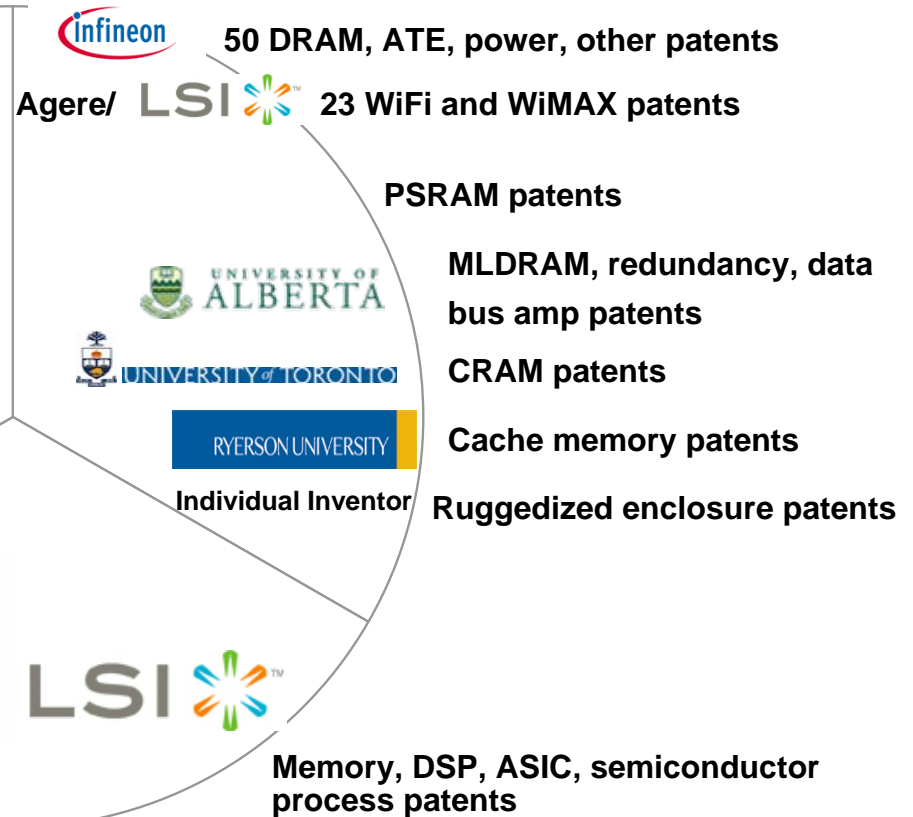 infineon
50 DRAM, ATE, power, other patents
Agere/ LSI™ 23 WiFi and WiMAX patents
PSRAM patents
UNIVERSITY OF
ALBERTA
MLDRAM, redundancy, data
bus amp patents
UNIVERSITY of TORONTO
CRAM patents
RYERSON UNIVERSITY
Cache memory patents
Individual Inventor
Ruggedized enclosure patents
LSI™
Memory, DSP, ASIC, semiconductor
process patents